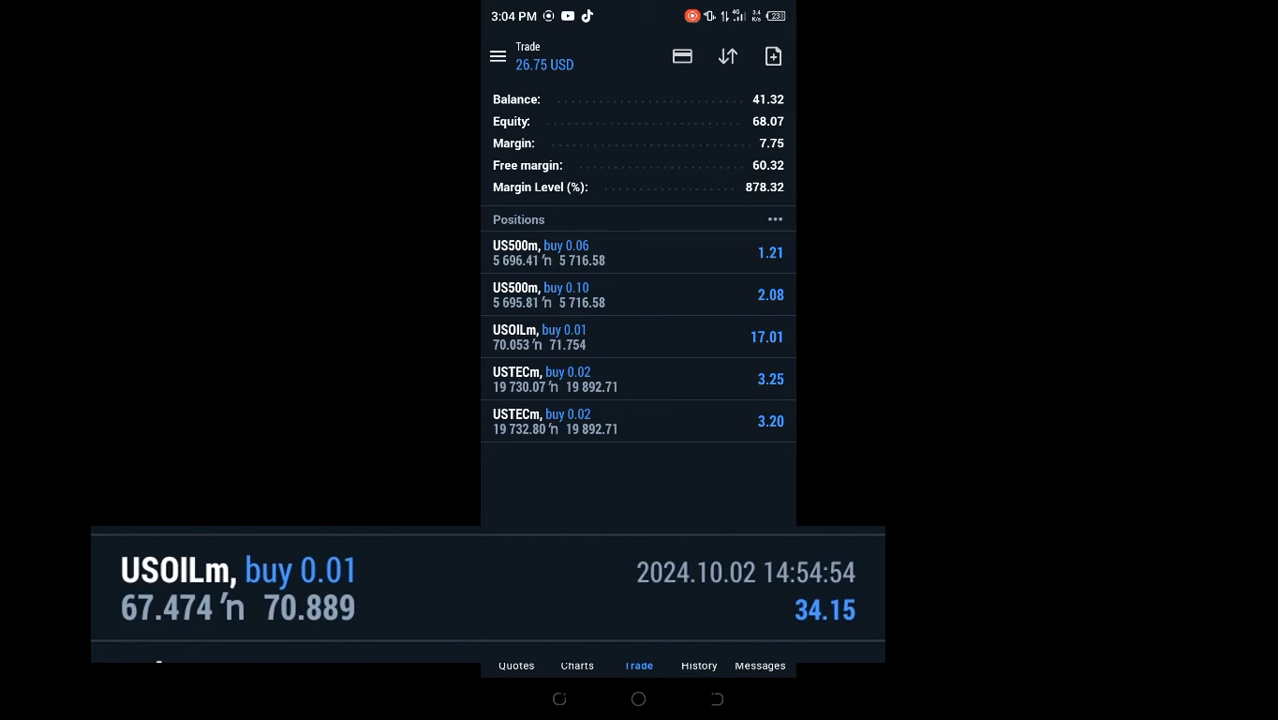 3:04 PM
4G 3.4 K/s 23
Trade
26.75 USD
Balance: 41.32
Equity: 68.07
Margin: 7.75
Free margin: 60.32
Margin Level (%): 878.32
Positions
US500m, buy 0.06
5 696.41 ’n 5 716.58 1.21
US500m, buy 0.10
5 695.81 ’n 5 716.58 2.08
USOILm, buy 0.01
70.053 ’n 71.754 17.01
USTECm, buy 0.02
19 730.07 ’n 19 892.71 3.25
USTECm, buy 0.02
19 732.80 ’n 19 892.71 3.20
USOILm, buy 0.01 2024.10.02 14:54:54
67.474 ’n 70.889 34.15
Quotes Charts Trade History Messages